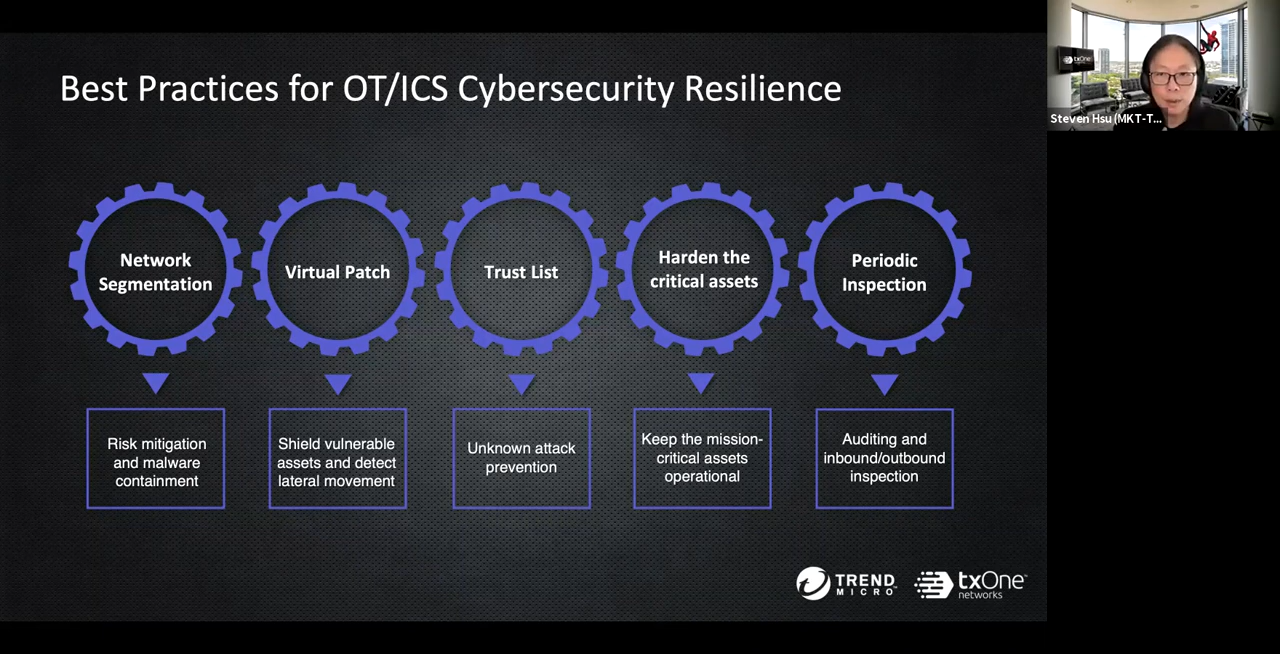 Best Practices for OT/ICS Cybersecurity Resilience
Network
Segmentation
Virtual Patch
Trust List
Harden the
critical assets
Periodic
Inspection
Risk mitigation
and malware
containment
Shield vulnerable
assets and detect
lateral movement
Unknown attack
prevention
Keep the mission-
critical assets
operational
Auditing and
inbound/outbound
inspection
TREND
MICRO™
txOne™
networks
txOne
Steven Hsu (MKT-T...